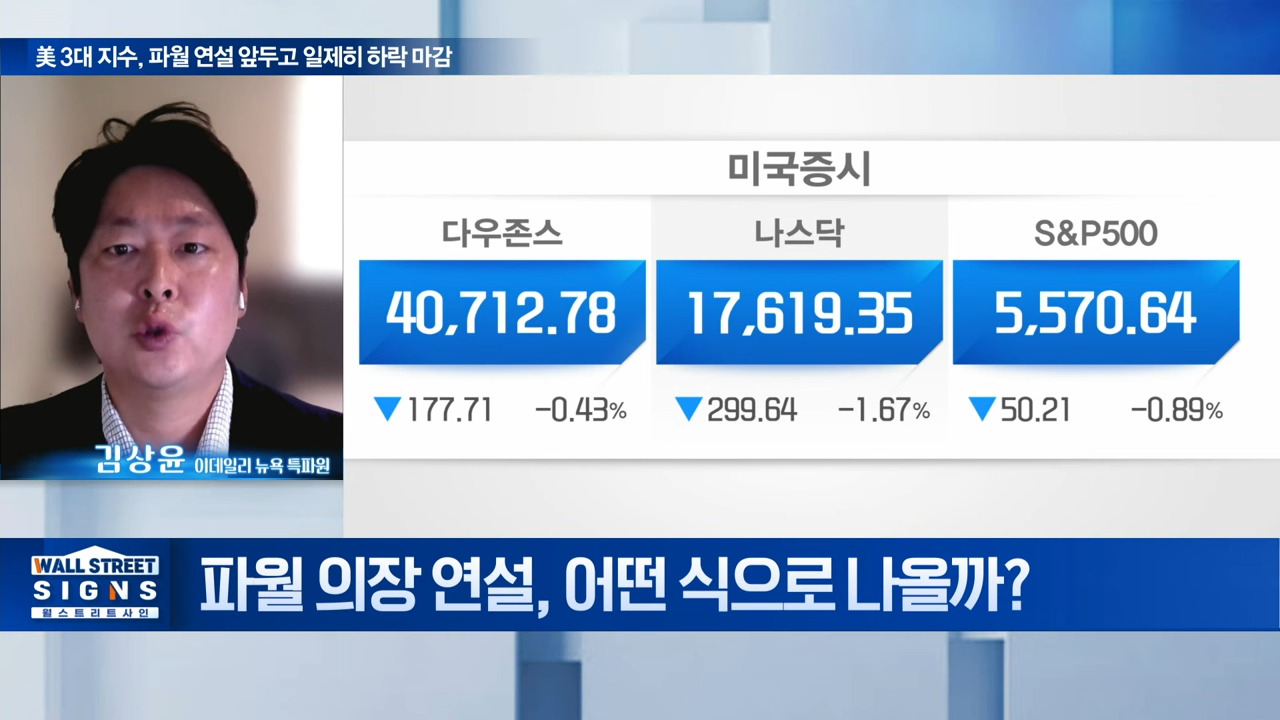 美 3대 지수, 파월 연설 앞두고 일제히 하락 마감
미국증시
다우존스 나스닥 S&P500
40,712.78 17,619.35 5,570.64
▼177.71 -0.43% ▼299.64 -1.67% ▼50.21 -0.89%
김상윤 이데일리 뉴욕 특파원
WALL STREET
SIGNS
월스트리트사인
파월 의장 연설, 어떤 식으로 나올까?